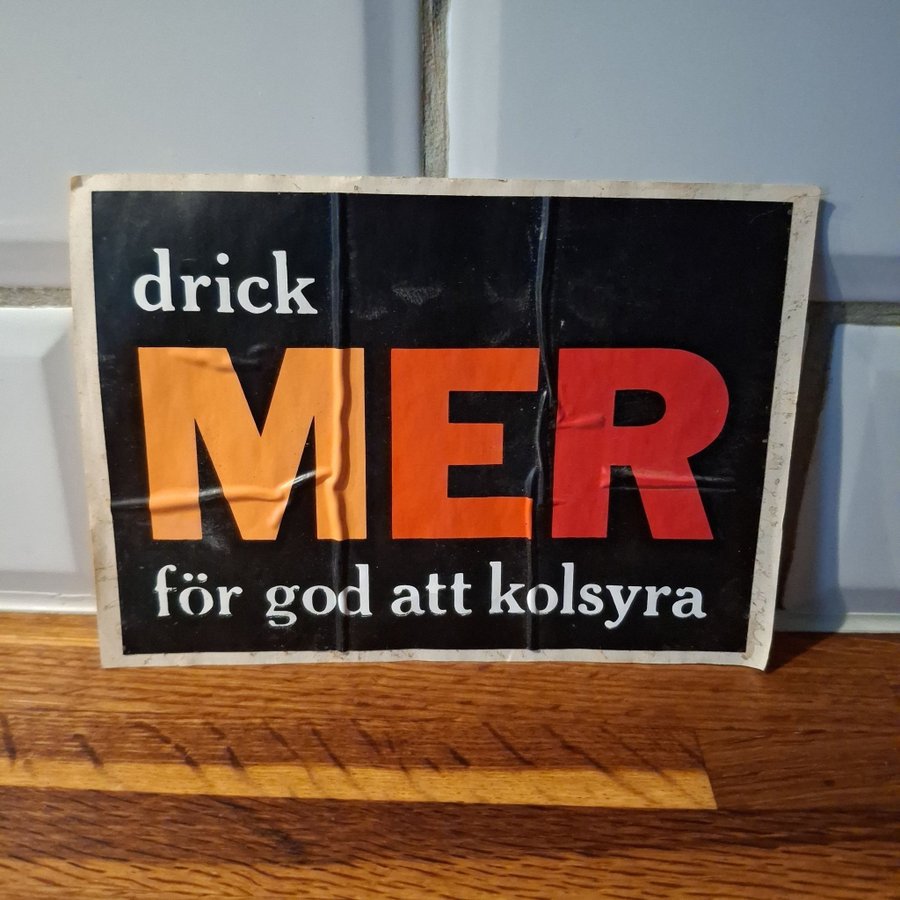 drick
MER
för god att kolsyra